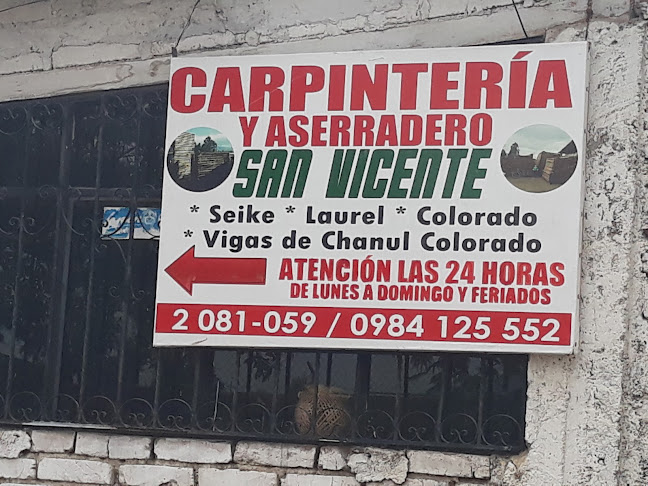 CARPINTERÍA
Y ASERRADERO
SAN VICENTE
* Seike * Laurel * Colorado
* Vigas de Chanul Colorado
ATENCIÓN LAS 24 HORAS
DE LUNES A DOMINGO Y FERIADOS
2 081-059 / 0984 125 552